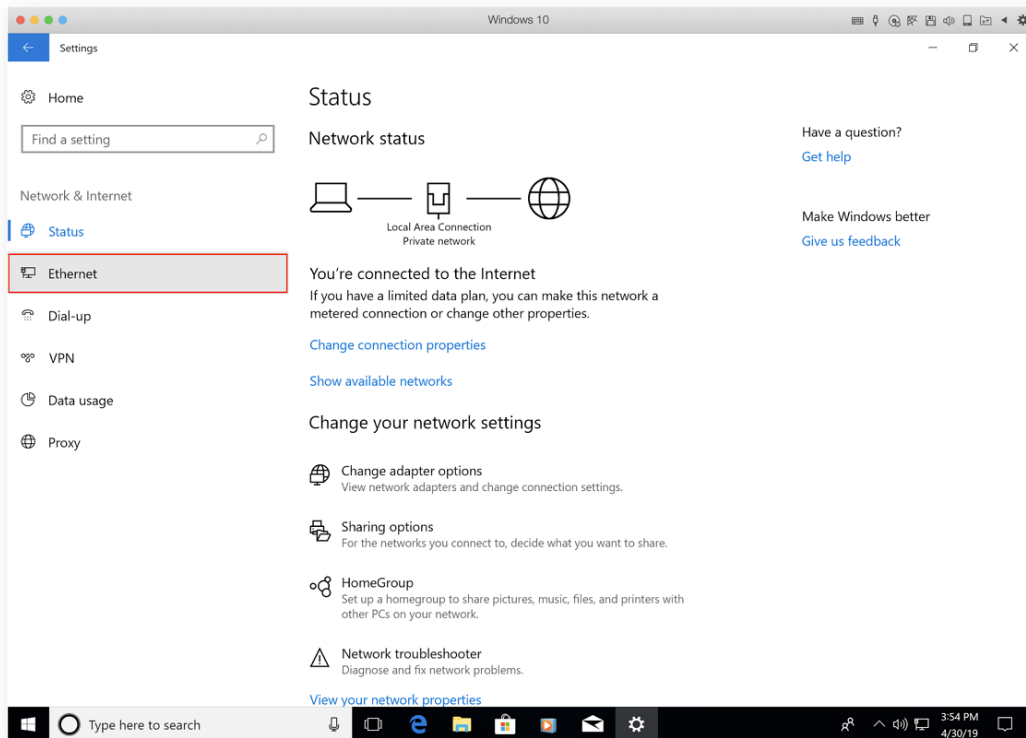 Windows 10
Settings
Home
Find a setting
Network & Internet
Status
Ethernet
Dial-up
VPN
Data usage
Proxy
Status
Network status
Local Area Connection
Private network
You're connected to the Internet
If you have a limited data plan, you can make this network a
metered connection or change other properties.
Change connection properties
Show available networks
Change your network settings
Change adapter options
View network adapters and change connection settings.
Sharing options
For the networks you connect to, decide what you want to share.
HomeGroup
Set up a homegroup to share pictures, music, files, and printers with
other PCs on your network.
Network troubleshooter
Diagnose and fix network problems.
View your network properties
Have a question?
Get help
Make Windows better
Give us feedback
Type here to search
3:54 PM
4/30/19